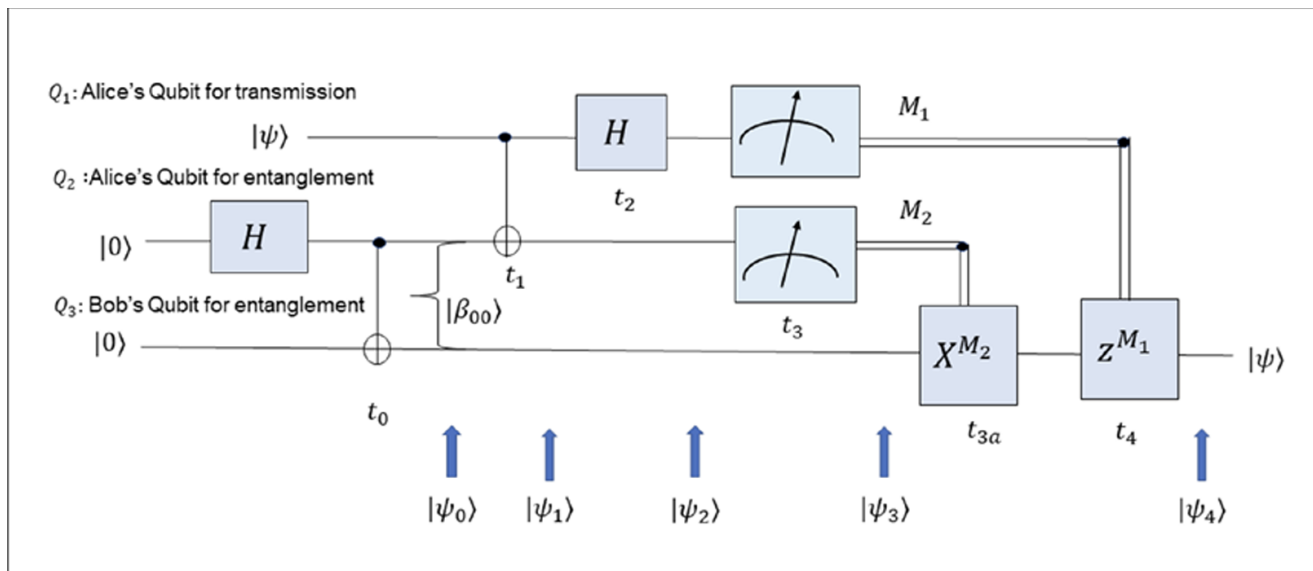 Q₁: Alice's Qubit for transmission
M₁
|ψ⟩
H
Q₂ :Alice's Qubit for entanglement
t₂
M₂
|0⟩
H
t₁
Q₃: Bob's Qubit for entanglement
|β₀₀⟩
t₃
|0⟩
X^M₂
z^M₁
|ψ⟩
t₀
t₃ₐ
t₄
|ψ₀⟩ |ψ₁⟩ |ψ₂⟩ |ψ₃⟩ |ψ₄⟩